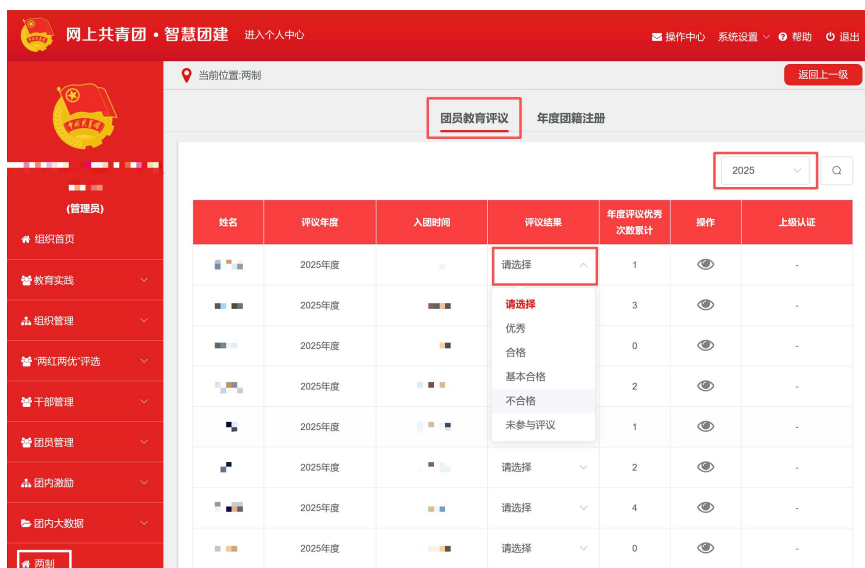 网上共青团·智慧团建 进入个人中心 操作中心 系统设置 帮助 退出
当前位置:两制 返回上一级
中国共青团
团员教育评议 年度团籍注册
2025
(管理员)
组织首页
教育实践
组织管理
“两红两优”评选
干部管理
团员管理
团内激励
团内大数据
两制
姓名 评议年度 入团时间 评议结果 年度评议优秀次数累计 操作 上级认证
2025年度 请选择 1 -
2025年度 3 -
2025年度 0 -
2025年度 2 -
2025年度 1 -
2025年度 请选择 2 -
2025年度 请选择 4 -
2025年度 请选择 0 -
请选择
优秀
合格
基本合格
不合格
未参与评议